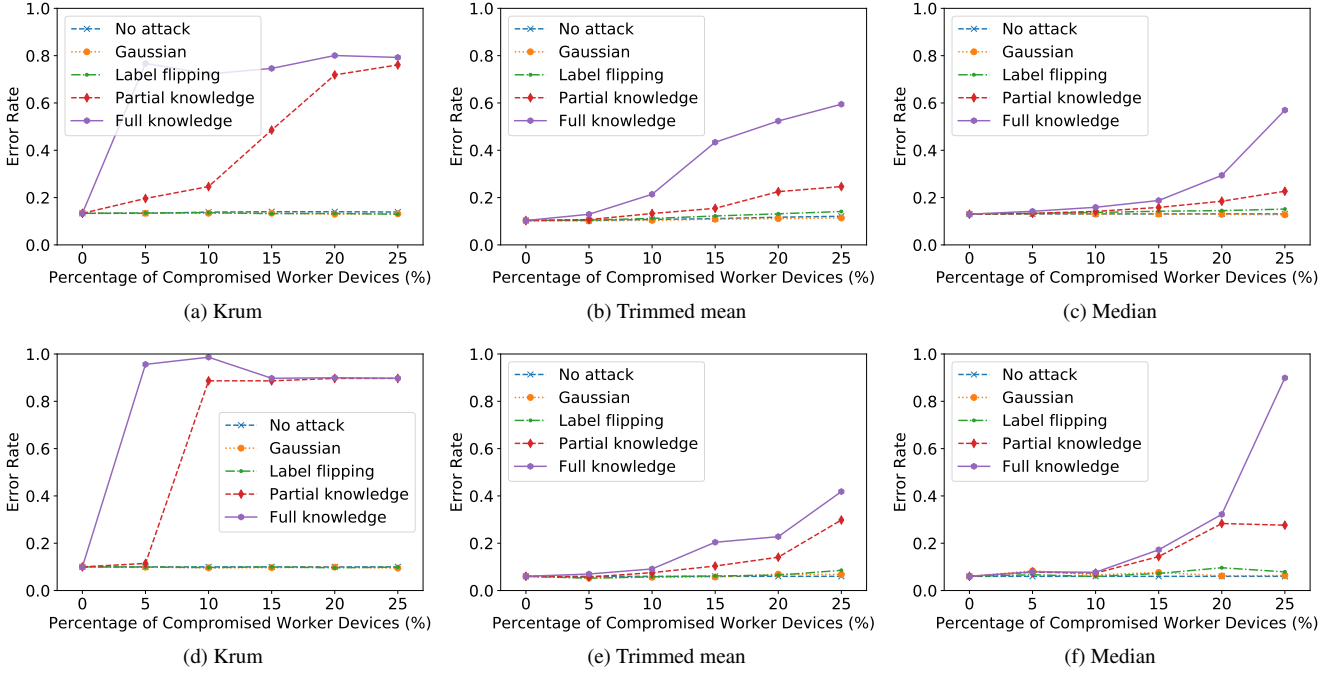 1.0
0.8
0.6
0.4
0.2
0.0
Error Rate
No attack
Gaussian
Label flipping
Partial knowledge
Full knowledge
0 5 10 15 20 25
Percentage of Compromised Worker Devices (%)
(a) Krum
1.0
0.8
0.6
0.4
0.2
0.0
Error Rate
No attack
Gaussian
Label flipping
Partial knowledge
Full knowledge
0 5 10 15 20 25
Percentage of Compromised Worker Devices (%)
(b) Trimmed mean
1.0
0.8
0.6
0.4
0.2
0.0
Error Rate
No attack
Gaussian
Label flipping
Partial knowledge
Full knowledge
0 5 10 15 20 25
Percentage of Compromised Worker Devices (%)
(c) Median
1.0
0.8
0.6
0.4
0.2
0.0
Error Rate
No attack
Gaussian
Label flipping
Partial knowledge
Full knowledge
0 5 10 15 20 25
Percentage of Compromised Worker Devices (%)
(d) Krum
1.0
0.8
0.6
0.4
0.2
0.0
Error Rate
No attack
Gaussian
Label flipping
Partial knowledge
Full knowledge
0 5 10 15 20 25
Percentage of Compromised Worker Devices (%)
(e) Trimmed mean
1.0
0.8
0.6
0.4
0.2
0.0
Error Rate
No attack
Gaussian
Label flipping
Partial knowledge
Full knowledge
0 5 10 15 20 25
Percentage of Compromised Worker Devices (%)
(f) Median